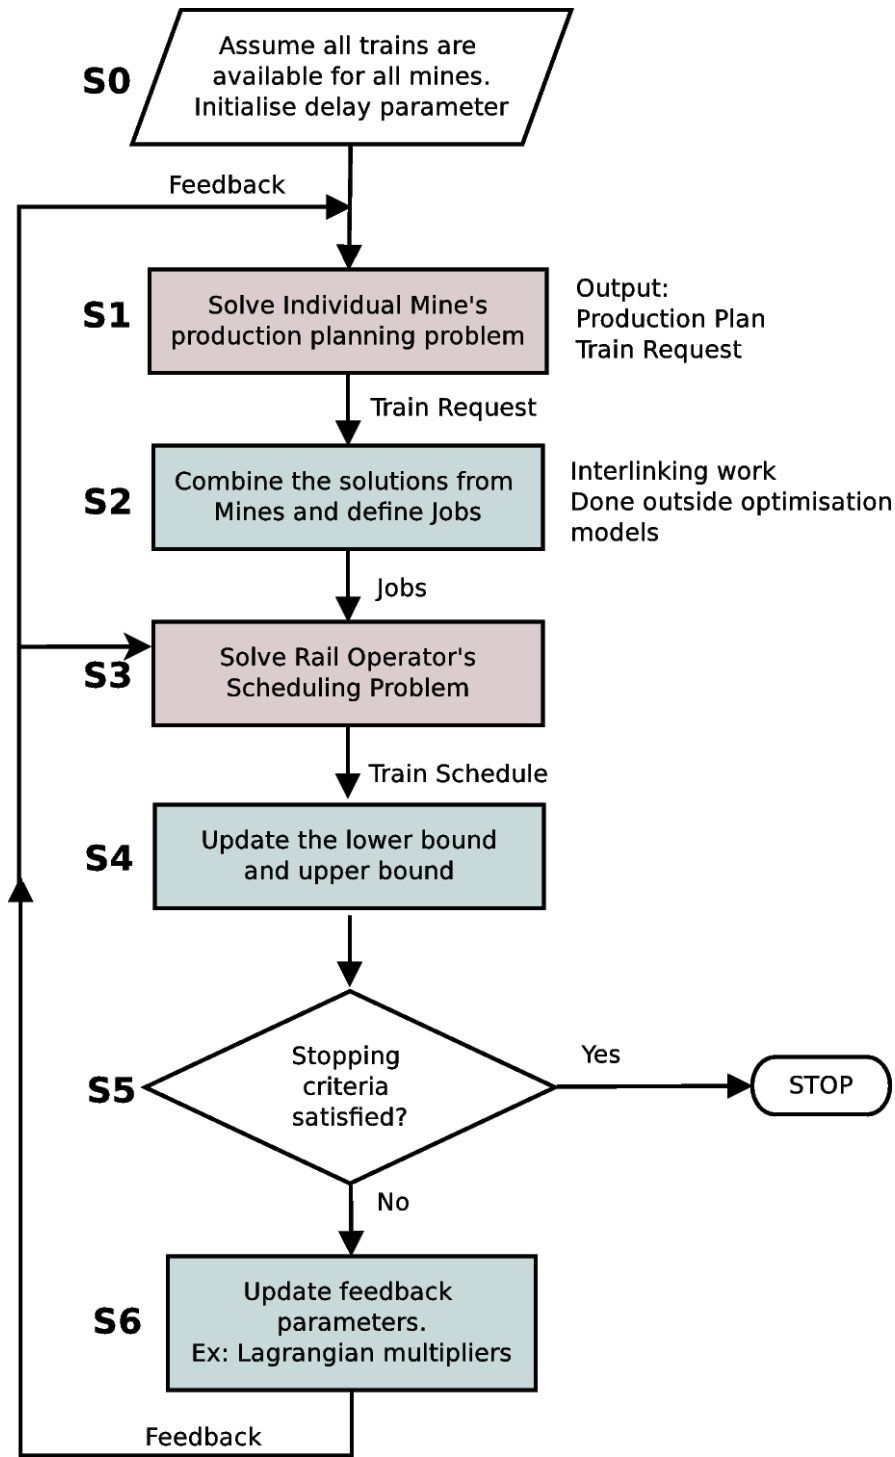 S0
Assume all trains are
available for all mines.
Initialise delay parameter
Feedback
S1
Solve Individual Mine's
production planning problem
Output:
Production Plan
Train Request
Train Request
S2
Combine the solutions from
Mines and define Jobs
Interlinking work
Done outside optimisation
models
Jobs
S3
Solve Rail Operator's
Scheduling Problem
Train Schedule
S4
Update the lower bound
and upper bound
S5
Stopping
criteria
satisfied?
Yes
STOP
No
S6
Update feedback
parameters.
Ex: Lagrangian multipliers
Feedback